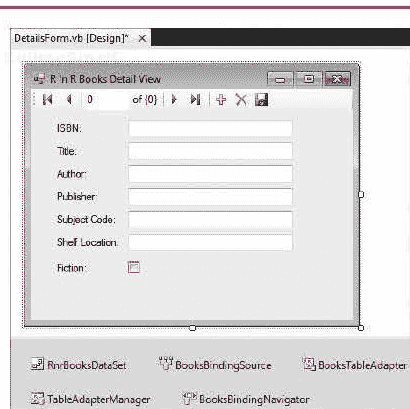 DetailsForm.vb [Design]*
R 'n R Books Detail View
0 of {0}
ISBN:
Title:
Author:
Publisher:
Subject Code:
Shelf Location:
Fiction:
RnrBooksDataSet BooksBindingSource BooksTableAdapter
TableAdapterManager BooksBindingNavigator